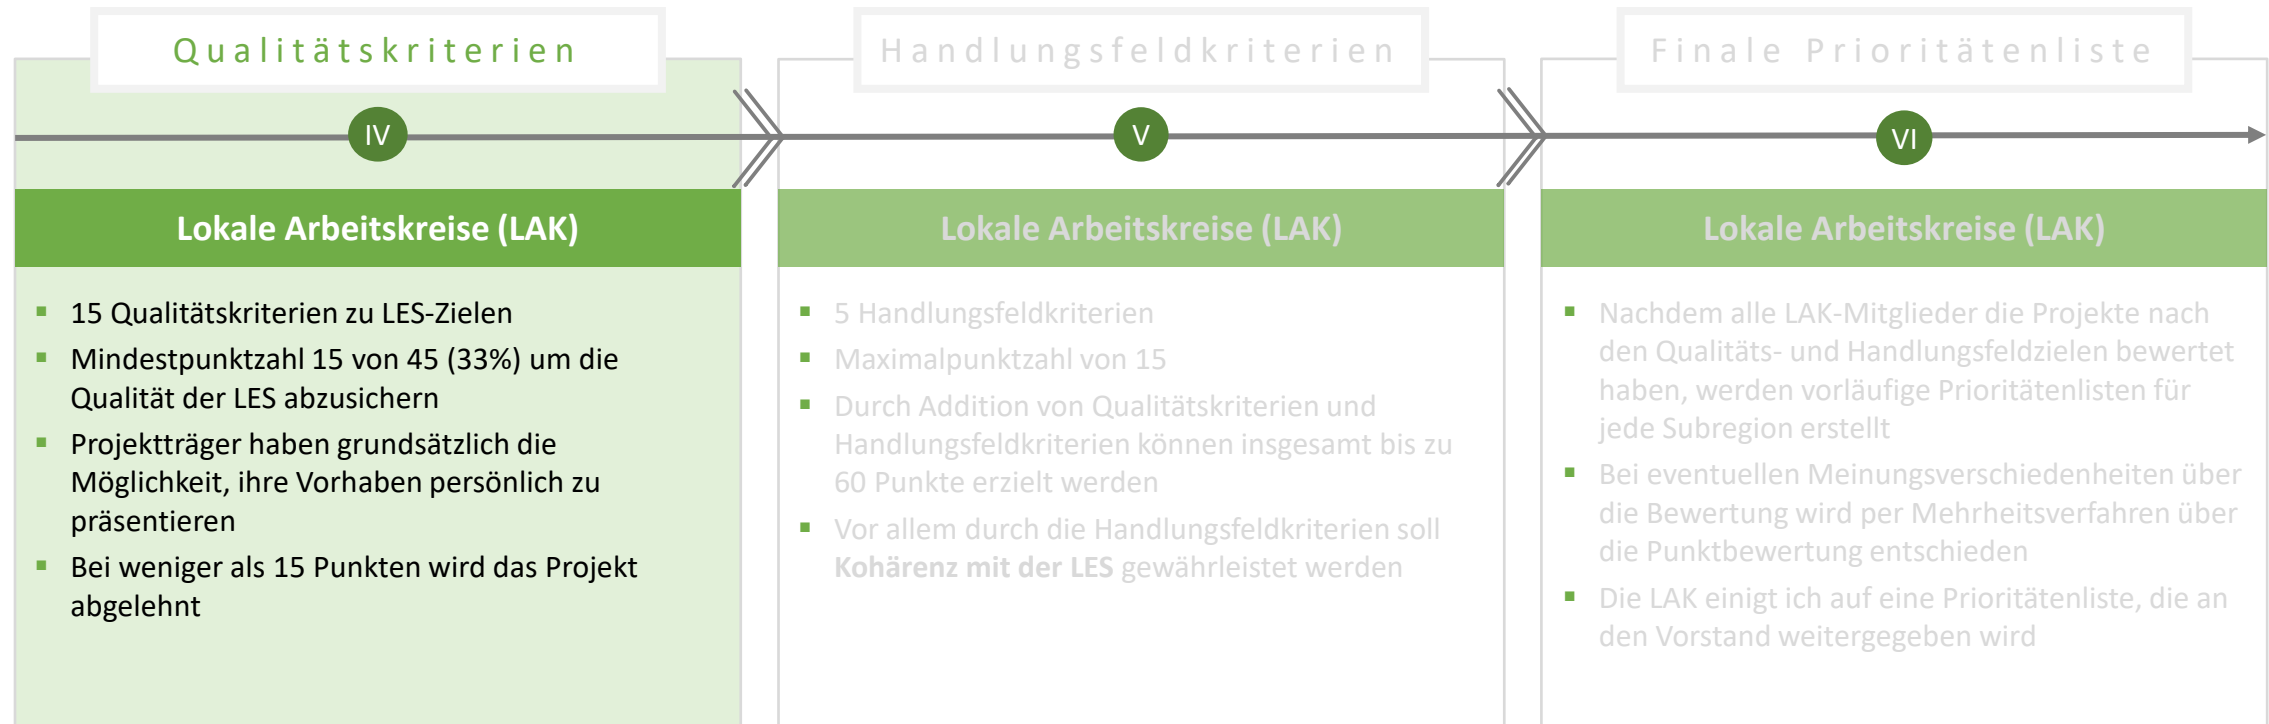 Qualitätskriterien
IV
Lokale Arbeitskreise (LAK)
▪ 15 Qualitätskriterien zu LES-Zielen
▪ Mindestpunktzahl 15 von 45 (33%) um die
Qualität der LES abzusichern
▪ Projektträger haben grundsätzlich die
Möglichkeit, ihre Vorhaben persönlich zu
präsentieren
▪ Bei weniger als 15 Punkten wird das Projekt
abgelehnt
Handlungsfeldkriterien
V
Lokale Arbeitskreise (LAK)
▪ 5 Handlungsfeldkriterien
▪ Maximalpunktzahl von 15
▪ Durch Addition von Qualitätskriterien und
Handlungsfeldkriterien können insgesamt bis zu
60 Punkte erzielt werden
▪ Vor allem durch die Handlungsfeldkriterien soll
Kohärenz mit der LES gewährleistet werden
Finale Prioritätenliste
VI
Lokale Arbeitskreise (LAK)
▪ Nachdem alle LAK-Mitglieder die Projekte nach
den Qualitäts- und Handlungsfeldzielen bewertet
haben, werden vorläufige Prioritätenlisten für
jede Subregion erstellt
▪ Bei eventuellen Meinungsverschiedenheiten über
die Bewertung wird per Mehrheitsverfahren über
die Punktbewertung entschieden
▪ Die LAK einigt ich auf eine Prioritätenliste, die an
den Vorstand weitergegeben wird